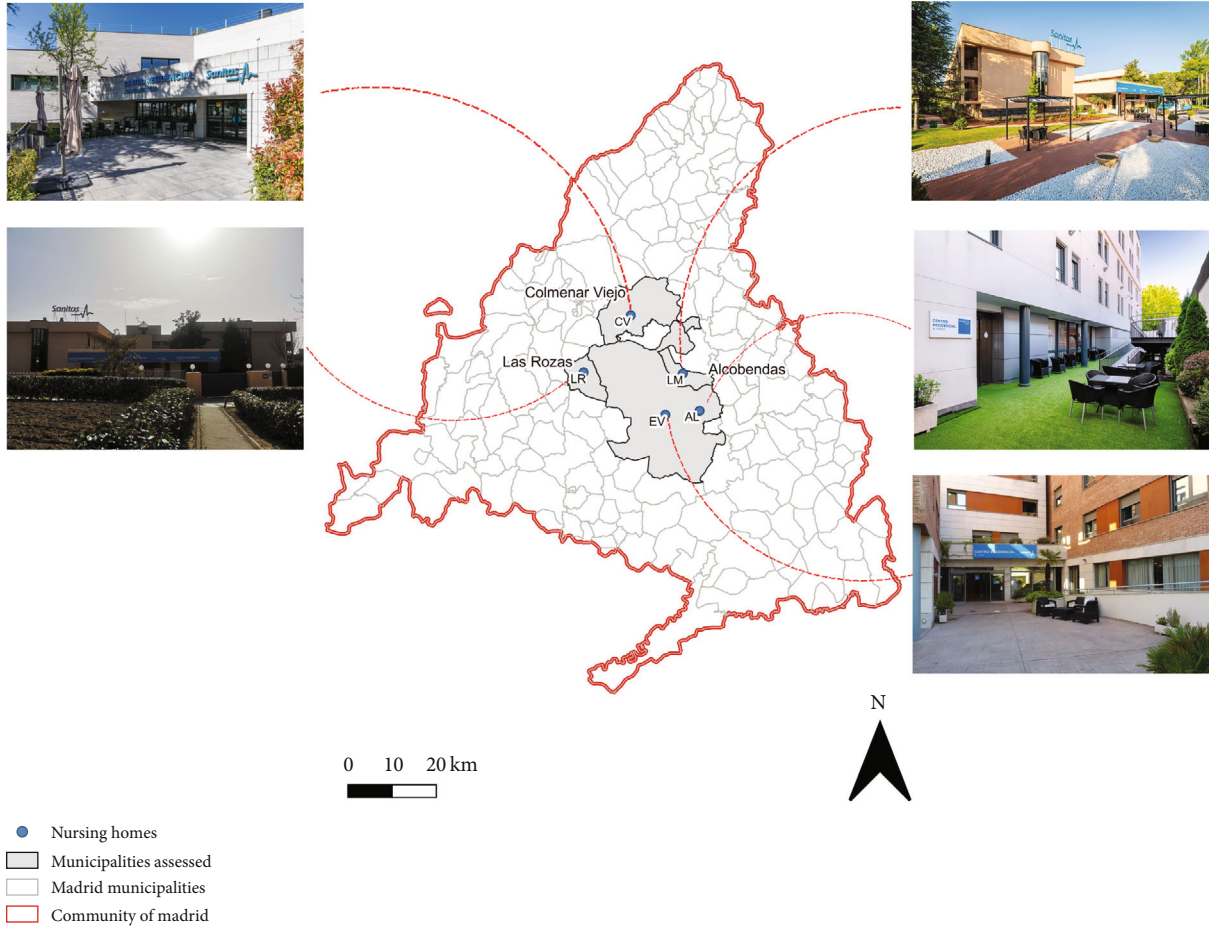 Sanitas
Sanitas
Sanitas
CENTRO
RESIDENCIAL
CENTRO RESIDENCIAL
Colmenar Viejo
CV
Las Rozas
LR
LM
Alcobendas
EV
AL
N
0 10 20 km
Nursing homes
Municipalities assessed
Madrid municipalities
Community of madrid